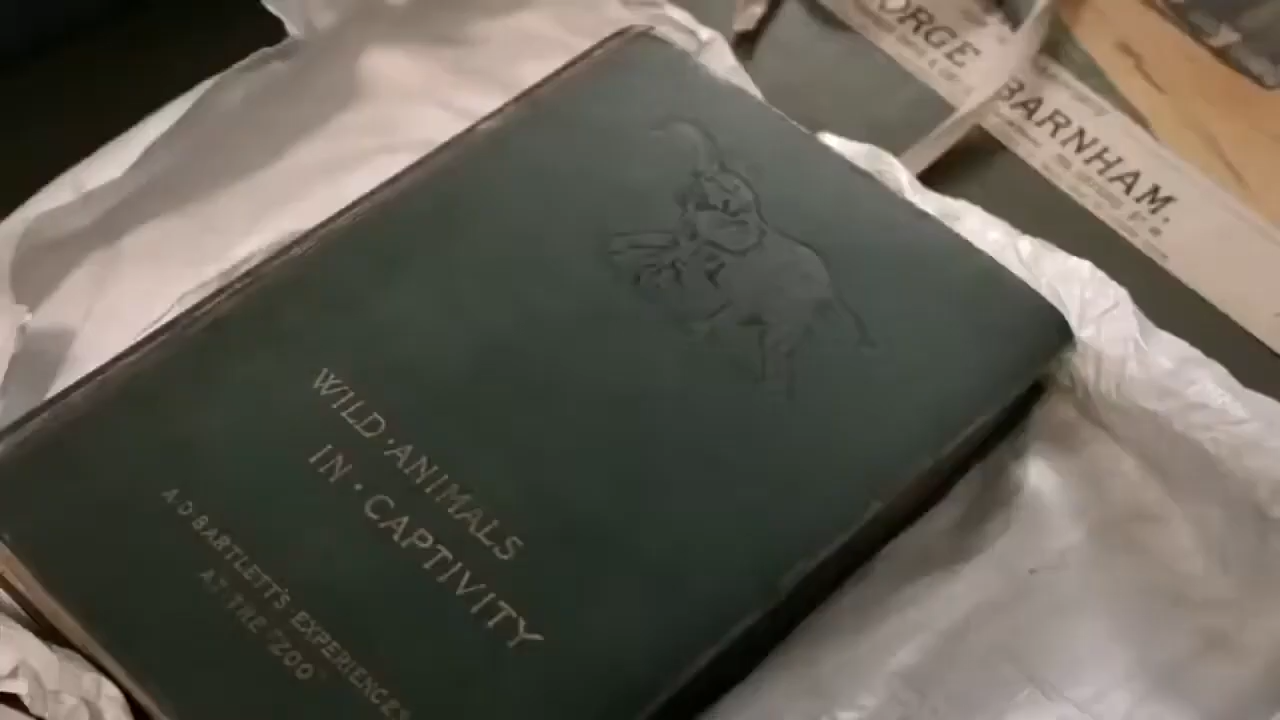 WILD·ANIMALS
IN·CAPTIVITY
A D BARTLETT'S EXPERIENCES
AT THE ZOO
ORGE BARNHAM.